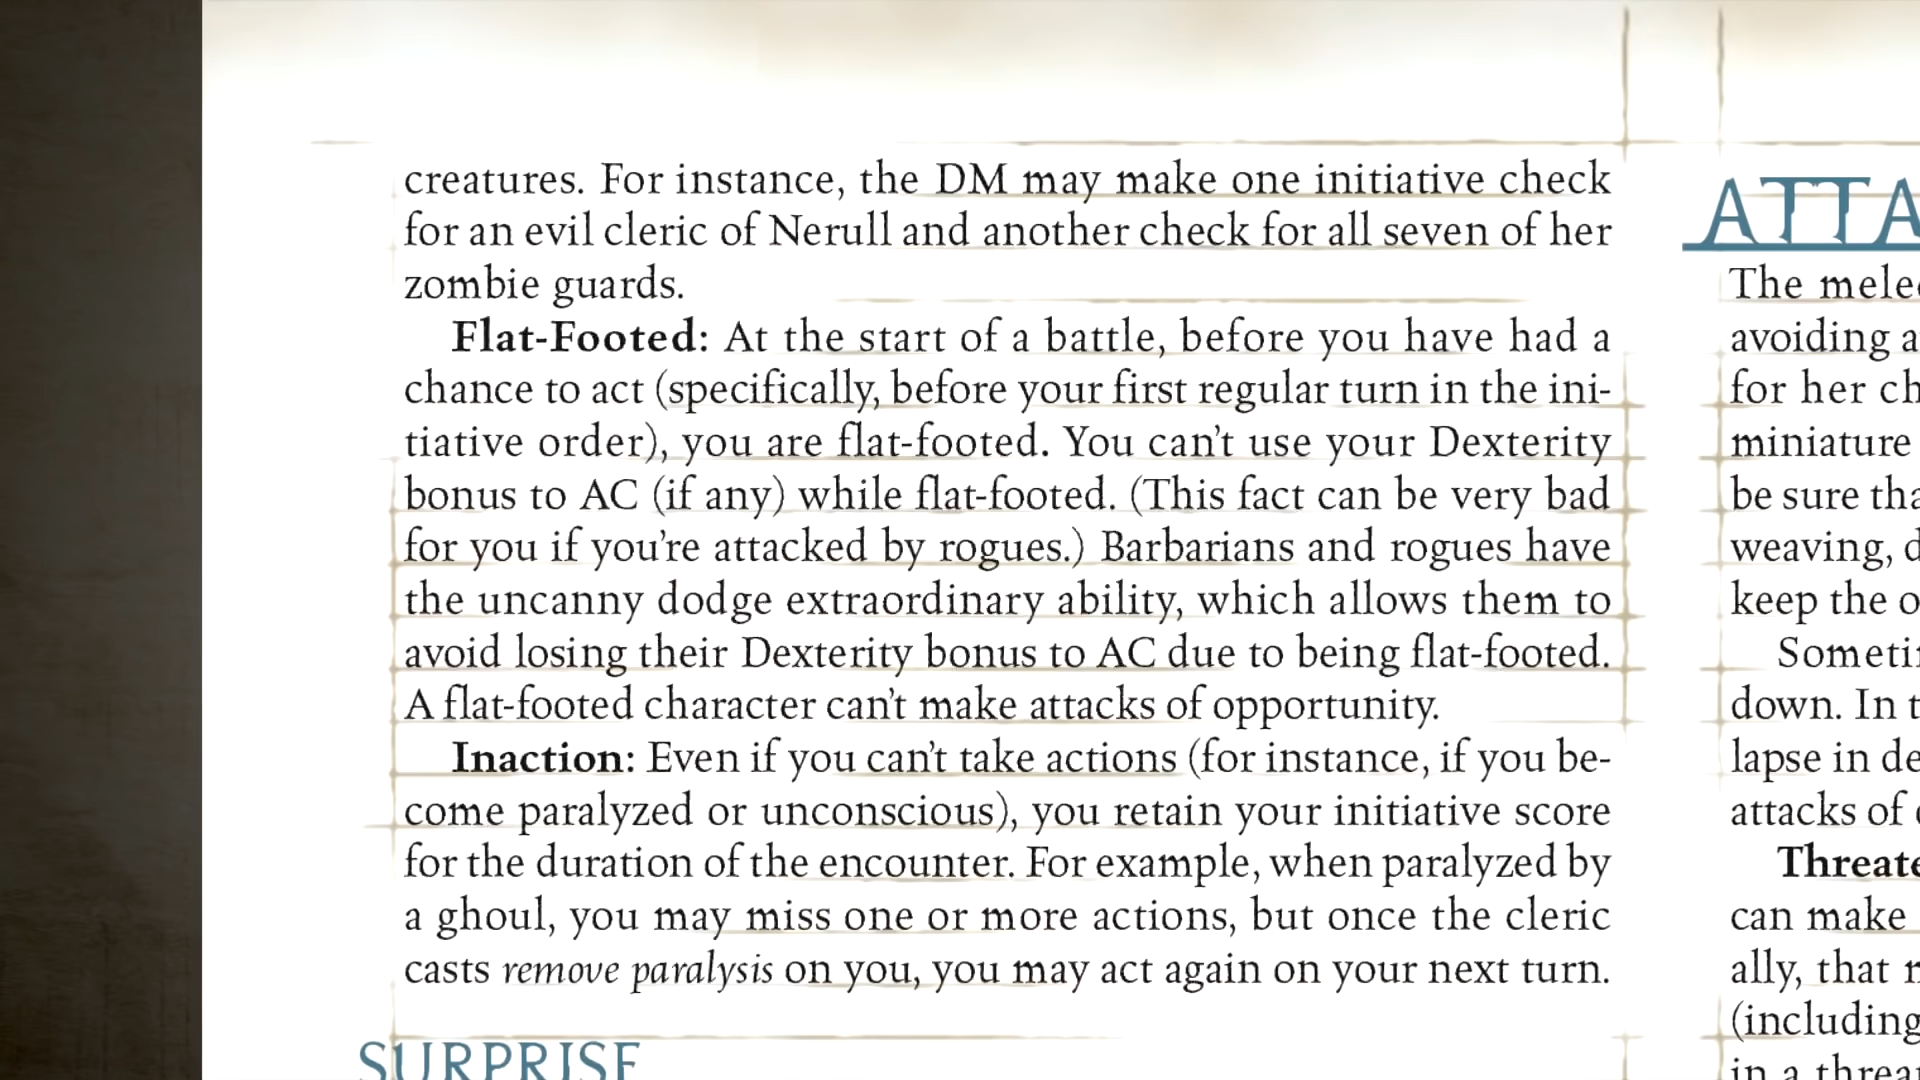 creatures. For instance, the DM may make one initiative check
for an evil cleric of Nerull and another check for all seven of her
zombie guards.
Flat-Footed: At the start of a battle, before you have had a
chance to act (specifically, before your first regular turn in the ini-
tiative order), you are flat-footed. You can't use your Dexterity
bonus to AC (if any) while flat-footed. (This fact can be very bad
for you if you're attacked by rogues.) Barbarians and rogues have
the uncanny dodge extraordinary ability, which allows them to
avoid losing their Dexterity bonus to AC due to being flat-footed.
A flat-footed character can't make attacks of opportunity.
Inaction: Even if you can't take actions (for instance, if you be-
come paralyzed or unconscious), you retain your initiative score
for the duration of the encounter. For example, when paralyzed by
a ghoul, you may miss one or more actions, but once the cleric
casts remove paralysis on you, you may act again on your next turn.
SURPRISE
The
avoiding
for her
miniature
be sure
weaving,
keep the
down. In
lapse in
attacks of
can make
ally, that
(including
in a